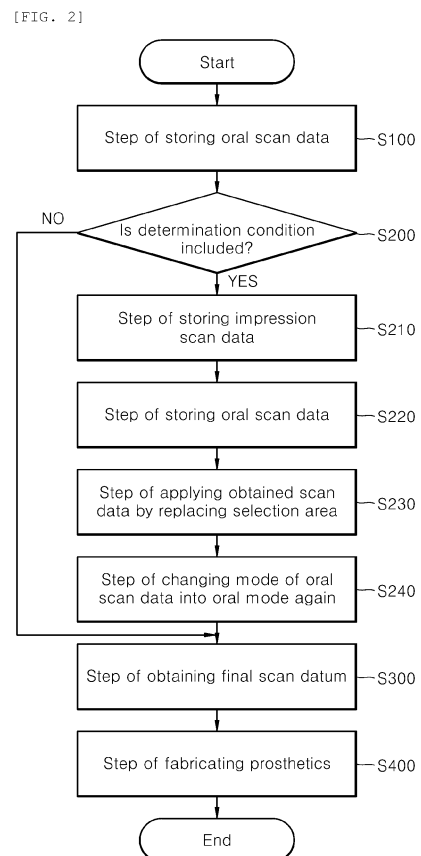 [FIG. 2]
Start
Step of storing oral scan data
S100
NO
Is determination condition
included?
S200
YES
Step of storing impression
scan data
S210
Step of storing oral scan data
S220
Step of applying obtained scan
data by replacing selection area
S230
Step of changing mode of oral
scan data into oral mode again
S240
Step of obtaining final scan datum
S300
Step of fabricating prosthetics
S400
End